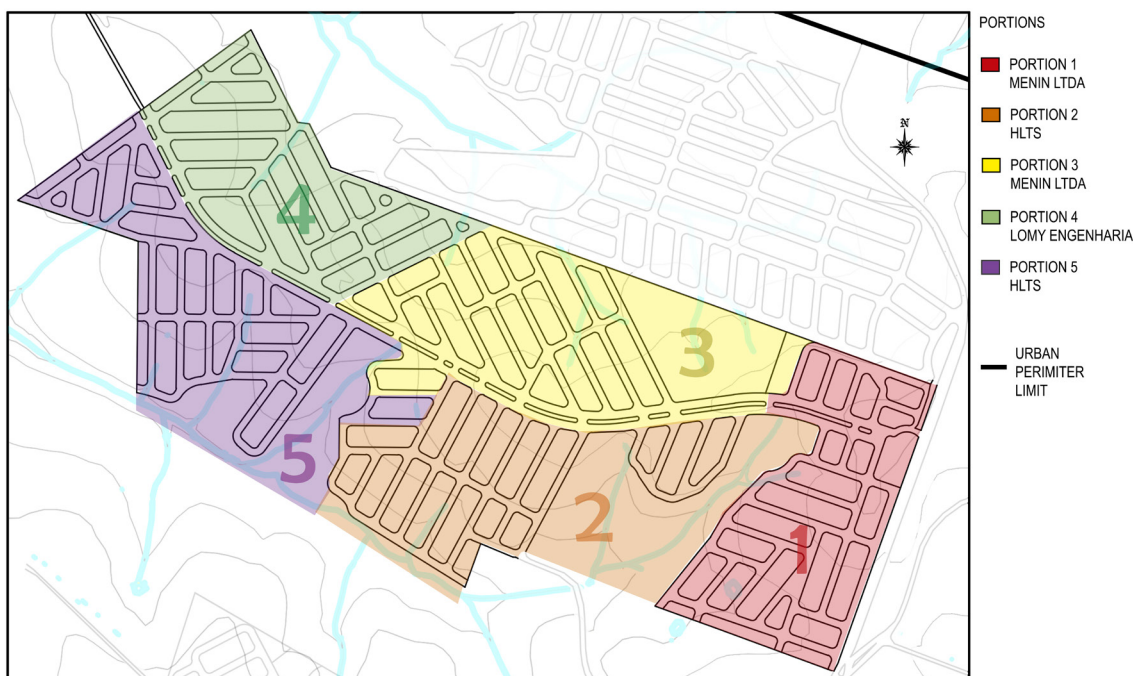 PORTIONS
PORTION 1
MENIN LTDA
PORTION 2
HLTS
PORTION 3
MENIN LTDA
PORTION 4
LOMY ENGENHARIA
PORTION 5
HLTS
URBAN
PERIMITER
LIMIT
N
4
3
5
2
1